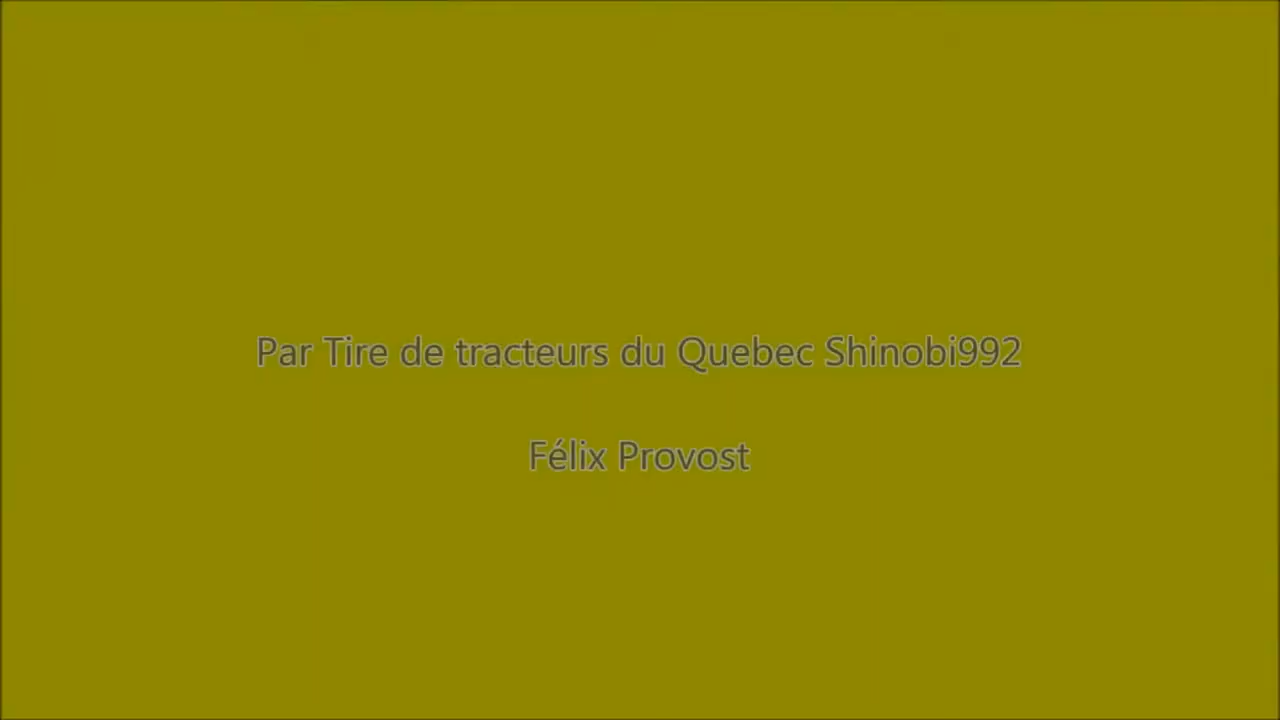 Par Tire de tracteurs du Quebec Shinobi992
Félix Provost